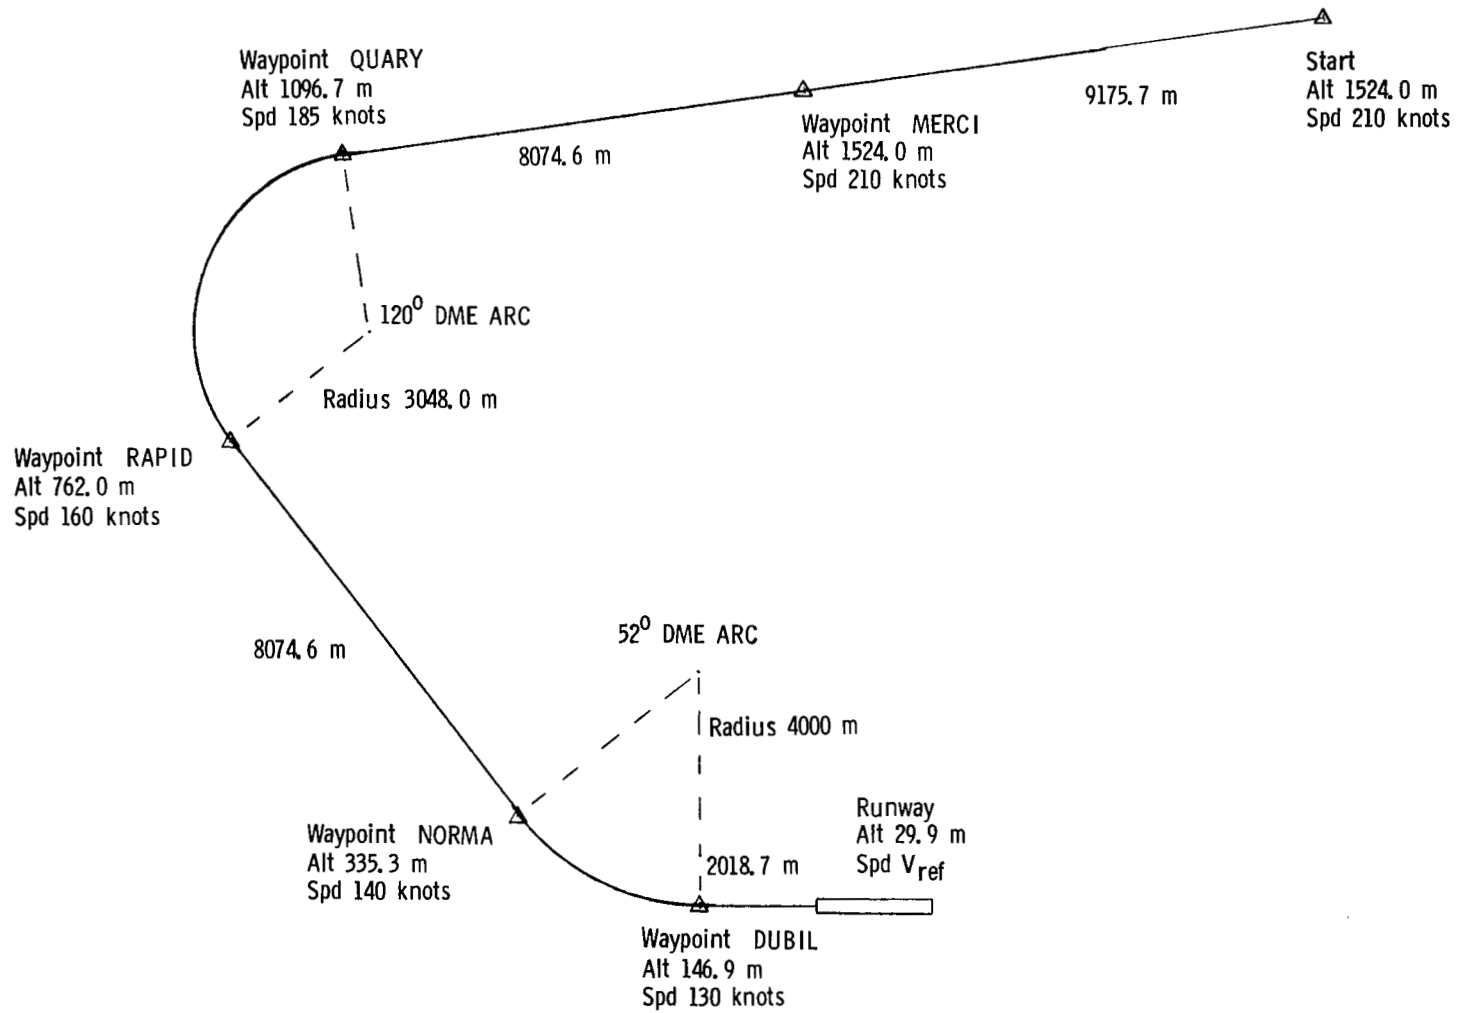 Waypoint QUARY
Alt 1096.7 m
Spd 185 knots
8074.6 m
Waypoint MERCI
Alt 1524.0 m
Spd 210 knots
9175.7 m
Start
Alt 1524.0 m
Spd 210 knots
120⁰ DME ARC
Radius 3048.0 m
Waypoint RAPID
Alt 762.0 m
Spd 160 knots
8074.6 m
52⁰ DME ARC
Radius 4000 m
Waypoint NORMA
Alt 335.3 m
Spd 140 knots
2018.7 m
Runway
Alt 29.9 m
Spd Vref
Waypoint DUBIL
Alt 146.9 m
Spd 130 knots